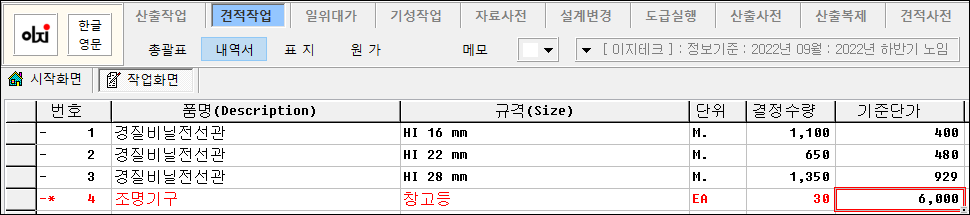 산출작업 견적작업 일위대가 기성작업 자료사전 설계변경 도급실행 산출사전 산출복제 견적사전
이지 한글 영문
총괄표 내역서 표 지 원 가 메모 [ 이지테크 ] : 정보기준 : 2022년 09월 : 2022년 하반기 노임
시작화면 작업화면
번호 품명(Description) 규격(Size) 단위 결정수량 기준단가
- 1 경질비닐전선관 HI 16 mm M. 1,100 400
- 2 경질비닐전선관 HI 22 mm M. 650 480
- 3 경질비닐전선관 HI 28 mm M. 1,350 929
-* 4 조명기구 창고등 EA 30 6,000